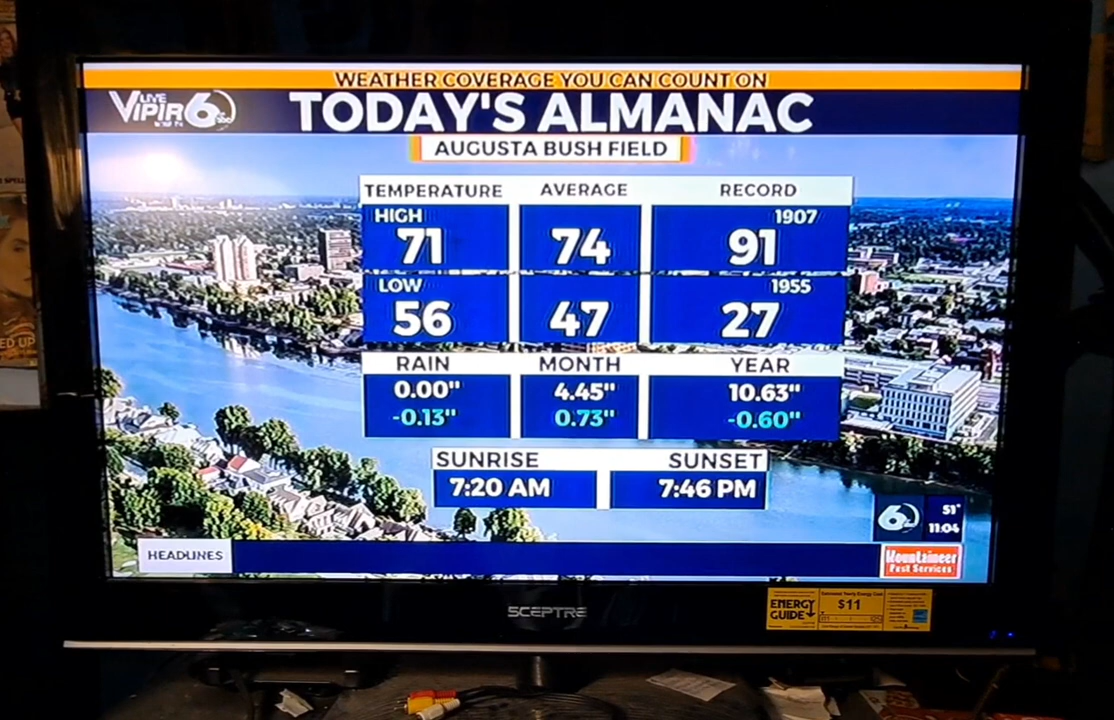 WEATHER COVERAGE YOU CAN COUNT ON
LIVE
VIPIR 6
TODAY'S ALMANAC
AUGUSTA BUSH FIELD
TEMPERATURE AVERAGE RECORD
HIGH 1907
71 74 91
LOW 1955
56 47 27
RAIN MONTH YEAR
0.00" 4.45" 10.63"
-0.13" 0.73" -0.60"
SUNRISE SUNSET
7:20 AM 7:46 PM
6 51°
11:04
HEADLINES
Mountaineer
Pest Services
SCEPTRE
ENERGY
GUIDE
$11
ED UP